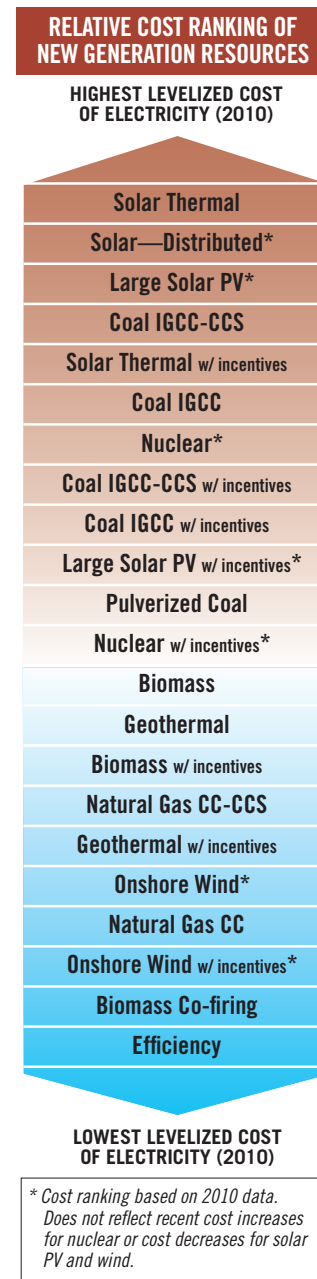 RELATIVE COST RANKING OF
NEW GENERATION RESOURCES
HIGHEST LEVELIZED COST
OF ELECTRICITY (2010)
Solar Thermal
Solar—Distributed*
Large Solar PV*
Coal IGCC-CCS
Solar Thermal w/ incentives
Coal IGCC
Nuclear*
Coal IGCC-CCS w/ incentives
Coal IGCC w/ incentives
Large Solar PV w/ incentives*
Pulverized Coal
Nuclear w/ incentives*
Biomass
Geothermal
Biomass w/ incentives
Natural Gas CC-CCS
Geothermal w/ incentives
Onshore Wind*
Natural Gas CC
Onshore Wind w/ incentives*
Biomass Co-firing
Efficiency
LOWEST LEVELIZED COST
OF ELECTRICITY (2010)
* Cost ranking based on 2010 data.
Does not reflect recent cost increases
for nuclear or cost decreases for solar
PV and wind.